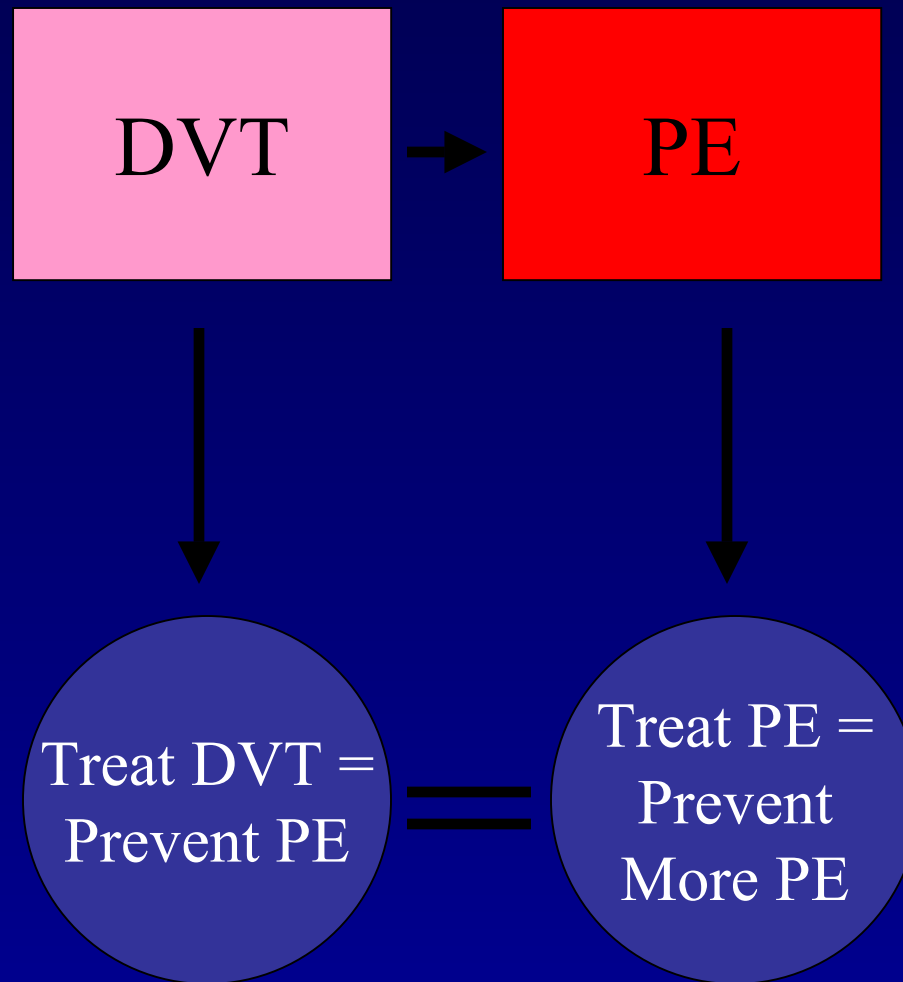 DVT
PE
Treat DVT =
Prevent PE
=
Treat PE =
Prevent
More PE